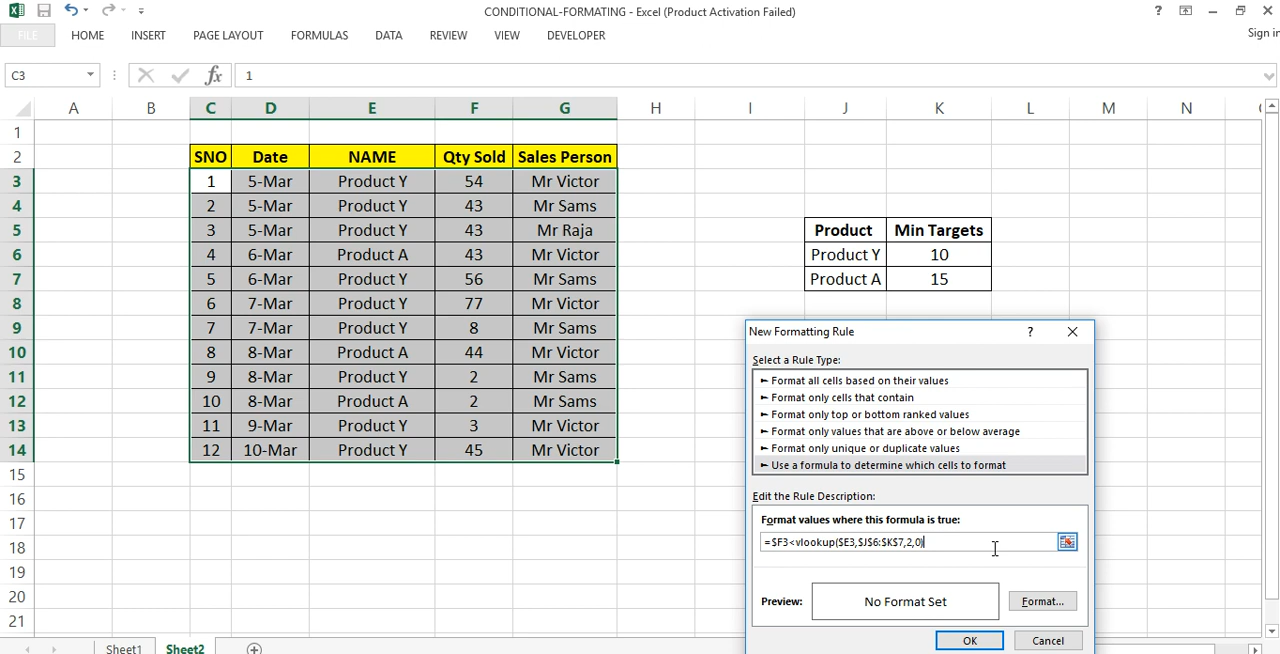 CONDITIONAL-FORMATING - Excel (Product Activation Failed)
FILE HOME INSERT PAGE LAYOUT FORMULAS DATA REVIEW VIEW DEVELOPER Sign in
C3 fx 1
A B C D E F G H I J K L M N
1
2 SNO Date NAME Qty Sold Sales Person
3 1 5-Mar Product Y 54 Mr Victor
4 2 5-Mar Product Y 43 Mr Sams
5 3 5-Mar Product Y 43 Mr Raja Product Min Targets
6 4 6-Mar Product A 43 Mr Victor Product Y 10
7 5 6-Mar Product Y 56 Mr Sams Product A 15
8 6 7-Mar Product Y 77 Mr Victor
9 7 7-Mar Product Y 8 Mr Sams
10 8 8-Mar Product A 44 Mr Victor
11 9 8-Mar Product Y 2 Mr Sams
12 10 8-Mar Product A 2 Mr Sams
13 11 9-Mar Product Y 3 Mr Victor
14 12 10-Mar Product Y 45 Mr Victor
15
16
17
18
19
20
21
New Formatting Rule ?
Select a Rule Type:
► Format all cells based on their values
► Format only cells that contain
► Format only top or bottom ranked values
► Format only values that are above or below average
► Format only unique or duplicate values
► Use a formula to determine which cells to format
Edit the Rule Description:
Format values where this formula is true:
=$F3<vlookup($E3,$J$6:$K$7,2,0)
Preview: No Format Set Format...
OK Cancel
Sheet1 Sheet2